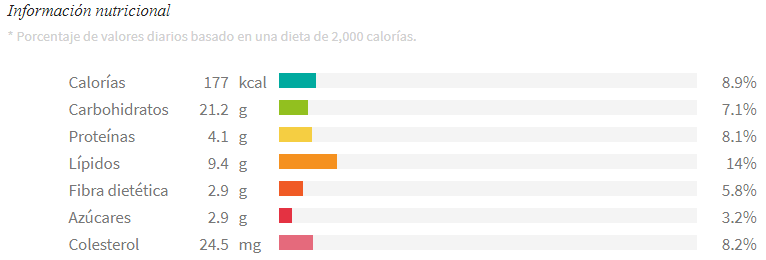 Información nutricional
* Porcentaje de valores diarios basado en una dieta de 2,000 calorías.
Calorías 177 kcal 8.9%
Carbohidratos 21.2 g 7.1%
Proteínas 4.1 g 8.1%
Lípidos 9.4 g 14%
Fibra dietética 2.9 g 5.8%
Azúcares 2.9 g 3.2%
Colesterol 24.5 mg 8.2%